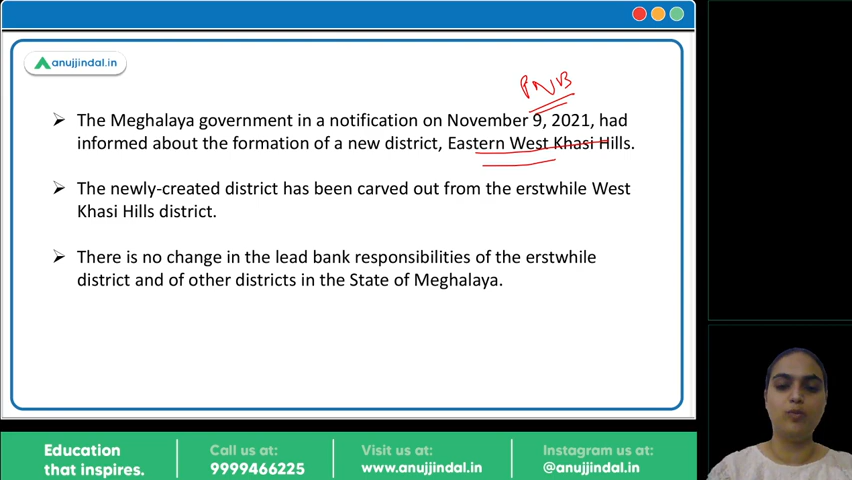 anujjindal.in
PNB
The Meghalaya government in a notification on November 9, 2021, had
informed about the formation of a new district, Eastern West Khasi Hills.
The newly-created district has been carved out from the erstwhile West
Khasi Hills district.
There is no change in the lead bank responsibilities of the erstwhile
district and of other districts in the State of Meghalaya.
Education
that inspires.
Call us at:
9999466225
Visit us at:
www.anujjindal.in
Instagram us at:
@anujjindal.in